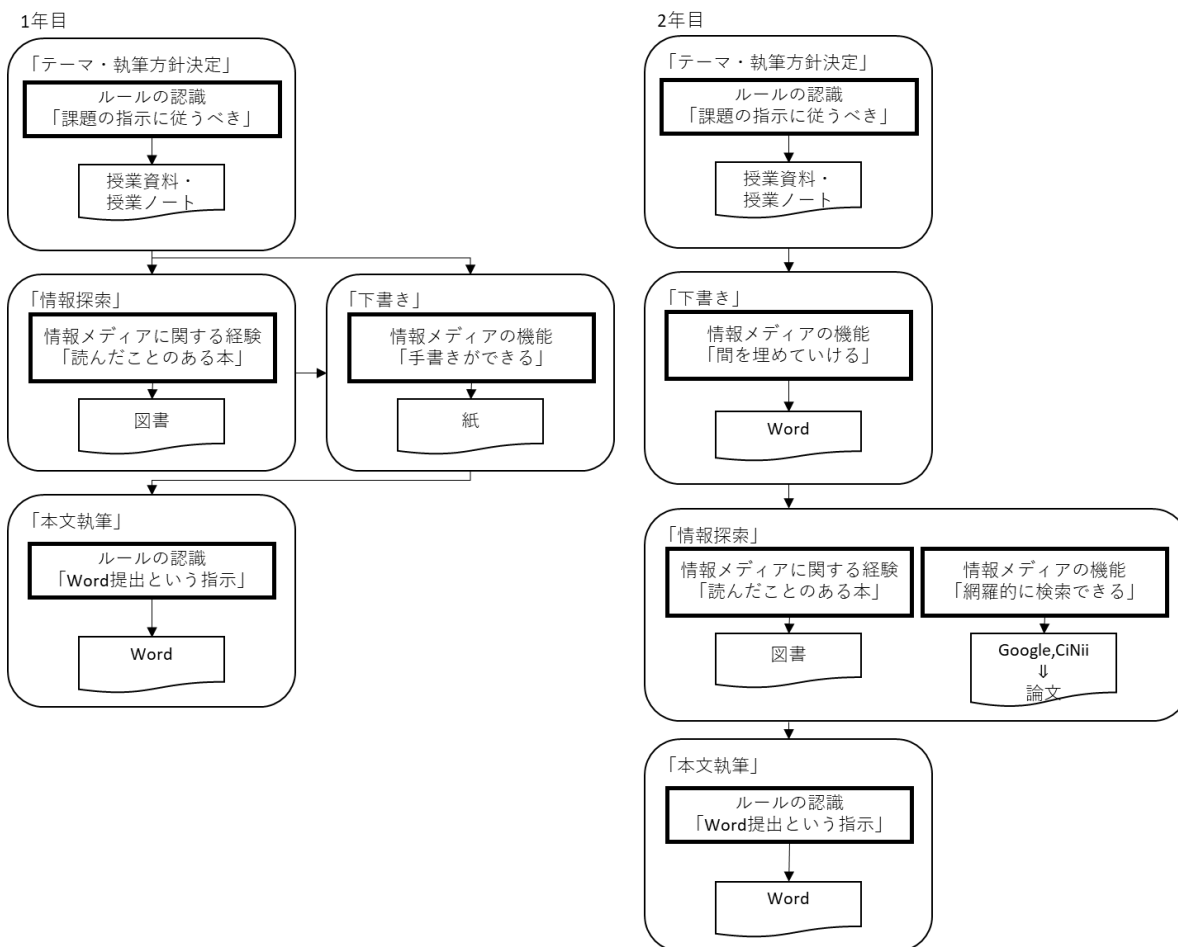 1年目
「テーマ・執筆方針決定」
ルールの認識
「課題の指示に従うべき」
授業資料・
授業ノート
「情報探索」
情報メディアに関する経験
「読んだことのある本」
図書
「下書き」
情報メディアの機能
「手書きができる」
紙
「本文執筆」
ルールの認識
「Word提出という指示」
Word
2年目
「テーマ・執筆方針決定」
ルールの認識
「課題の指示に従うべき」
授業資料・
授業ノート
「下書き」
情報メディアの機能
「間を埋めていける」
Word
「情報探索」
情報メディアに関する経験
「読んだことのある本」
図書
情報メディアの機能
「網羅的に検索できる」
Google,CiNii
⇓
論文
「本文執筆」
ルールの認識
「Word提出という指示」
Word